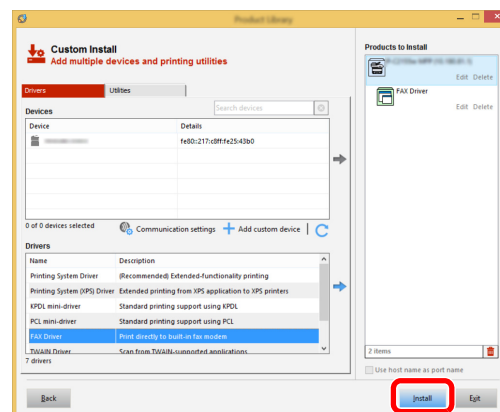 Product Library
Custom Install
Add multiple devices and printing utilities
Drivers
Utilities
Devices
Search devices
Device
Details
fe80::217:c8ff:fe25:43b0
0 of 0 devices selected
Communication settings
Add custom device
Drivers
Name
Description
Printing System Driver
(Recommended) Extended-functionality printing
Printing System (XPS) Driver
Extended printing from XPS application to XPS printers
KPDL mini-driver
Standard printing support using KPDL
PCL mini-driver
Standard printing support using PCL
FAX Driver
Print directly to built-in fax modem
TWAIN Driver
Scan from TWAIN-supported applications
7 drivers
Products to Install
Edit Delete
FAX Driver
Edit Delete
2 items
Use host name as port name
Back
Install
Exit